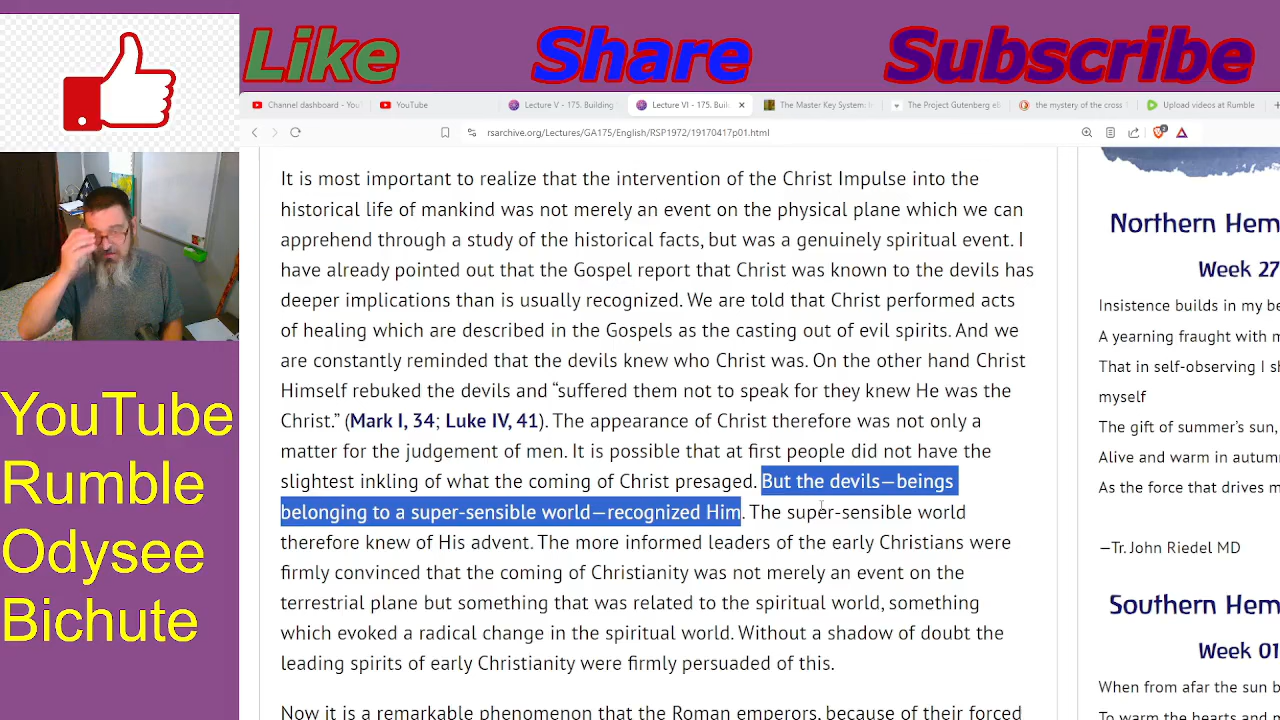 Like Share Subscribe
Channel dashboard - You
YouTube
Lecture V - 175. Building
Lecture VI - 175. Buil
The Master Key System:
The Project Gutenberg e
the mystery of the cross
Upload videos at Rumble
rsarchive.org/Lectures/GA175/English/RSP1972/19170417p01.html
It is most important to realize that the intervention of the Christ Impulse into the
historical life of mankind was not merely an event on the physical plane which we can
apprehend through a study of the historical facts, but was a genuinely spiritual event. I
have already pointed out that the Gospel report that Christ was known to the devils has
deeper implications than is usually recognized. We are told that Christ performed acts
of healing which are described in the Gospels as the casting out of evil spirits. And we
are constantly reminded that the devils knew who Christ was. On the other hand Christ
Himself rebuked the devils and “suffered them not to speak for they knew He was the
Christ.” (Mark I, 34; Luke IV, 41). The appearance of Christ therefore was not only a
matter for the judgement of men. It is possible that at first people did not have the
slightest inkling of what the coming of Christ presaged. But the devils—beings
belonging to a super-sensible world—recognized Him. The super-sensible world
therefore knew of His advent. The more informed leaders of the early Christians were
firmly convinced that the coming of Christianity was not merely an event on the
terrestrial plane but something that was related to the spiritual world, something
which evoked a radical change in the spiritual world. Without a shadow of doubt the
leading spirits of early Christianity were firmly persuaded of this.
Now it is a remarkable phenomenon that the Roman emperors, because of their forced
Northern Hem
Week 27
Insistence builds in my be
A yearning fraught with m
That in self-observing I sh
myself
The gift of summer's sun,
Alive and warm in autumn
As the force that drives m
—Tr. John Riedel MD
Southern Hem
Week 01
When from afar the sun b
To warm the hearts and
YouTube
Rumble
Odysee
Bichute